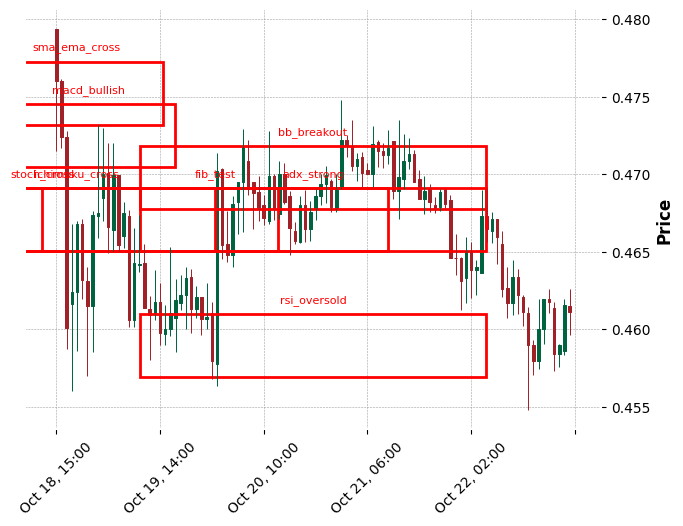 0.480
sma_ema_cross
0.475
macd_bullish
bb_breakout
0.470
fib_test
adx_strong
0.465
rsi_oversold
0.460
0.455
Price
Oct 18, 15:00
Oct 19, 14:00
Oct 20, 10:00
Oct 21, 06:00
Oct 22, 02:00